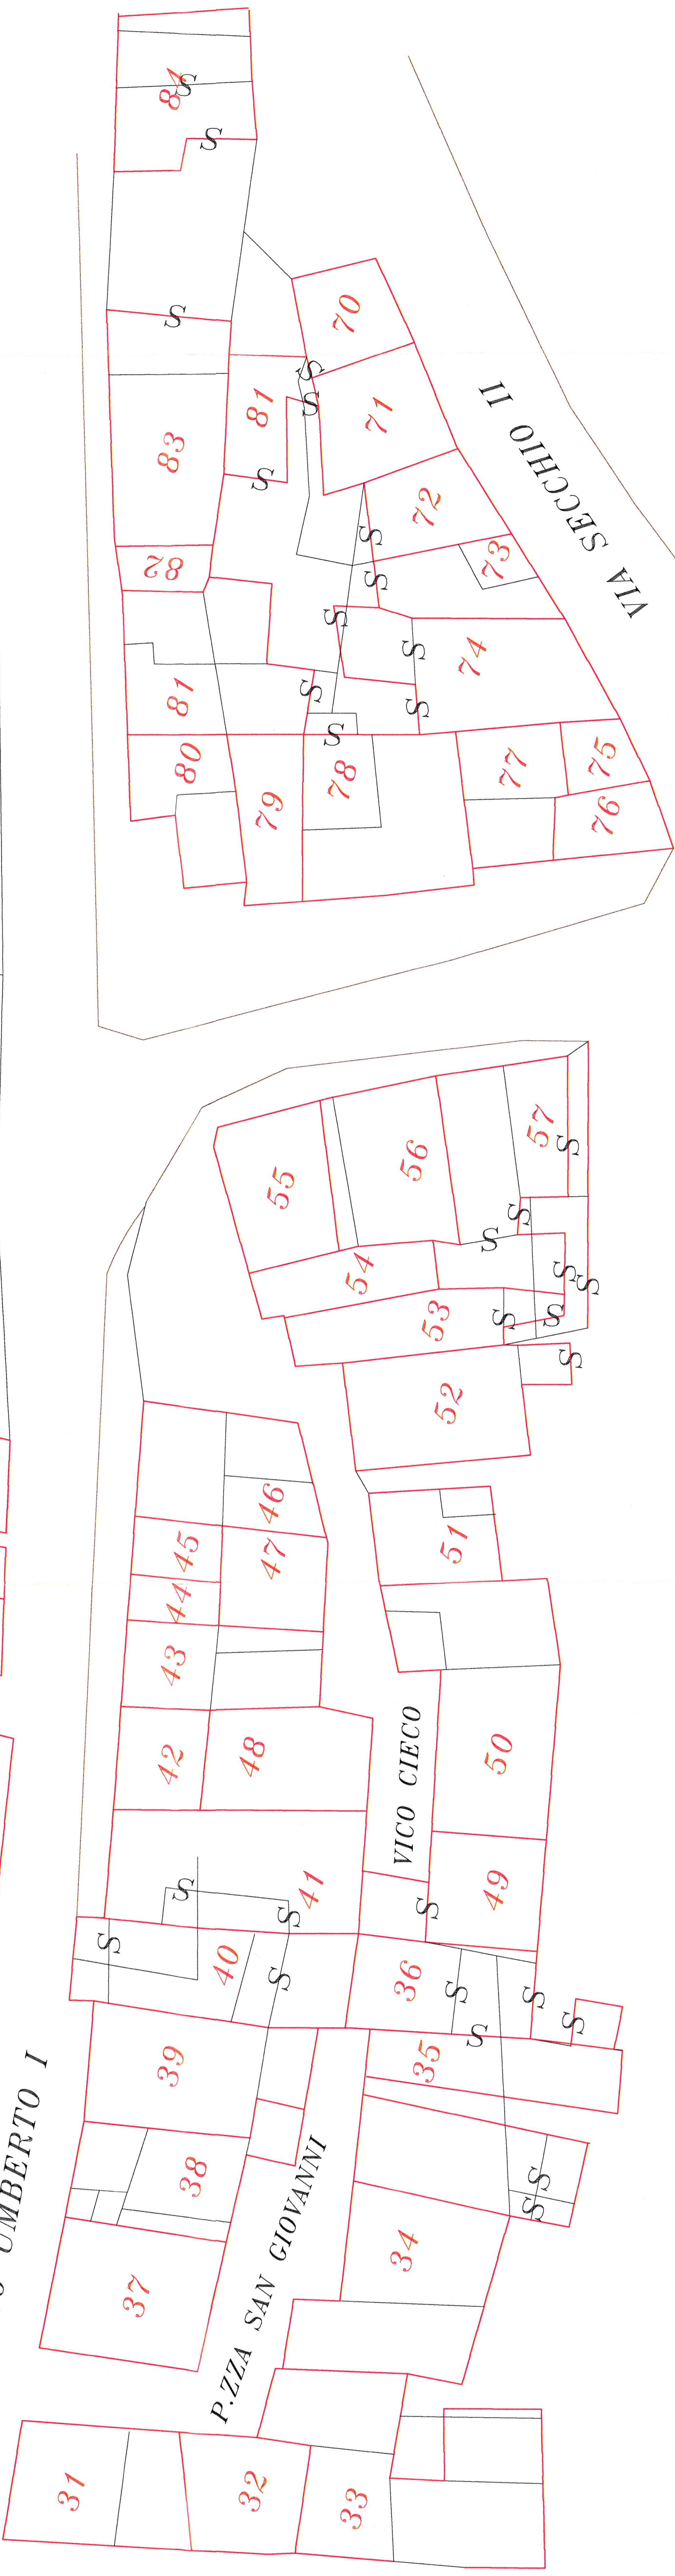 84
S
S
S
70
S
S
71
81
S
83
72
S
73
S
82
VIA SECCHIO II
S
S
74
81
S
S
S
80
78
77
75
79
76
57
S
55
56
S
S
54
S
S
53
S
S
S
52
46
51
45
47
44
43
42
48
VICO CIECO
50
S
41
49
S
S
S
40
36
S
S
S
S
S
39
35
38
S
S
UMBERTO I
P.ZZA SAN GIOVANNI
34
37
31
32
33